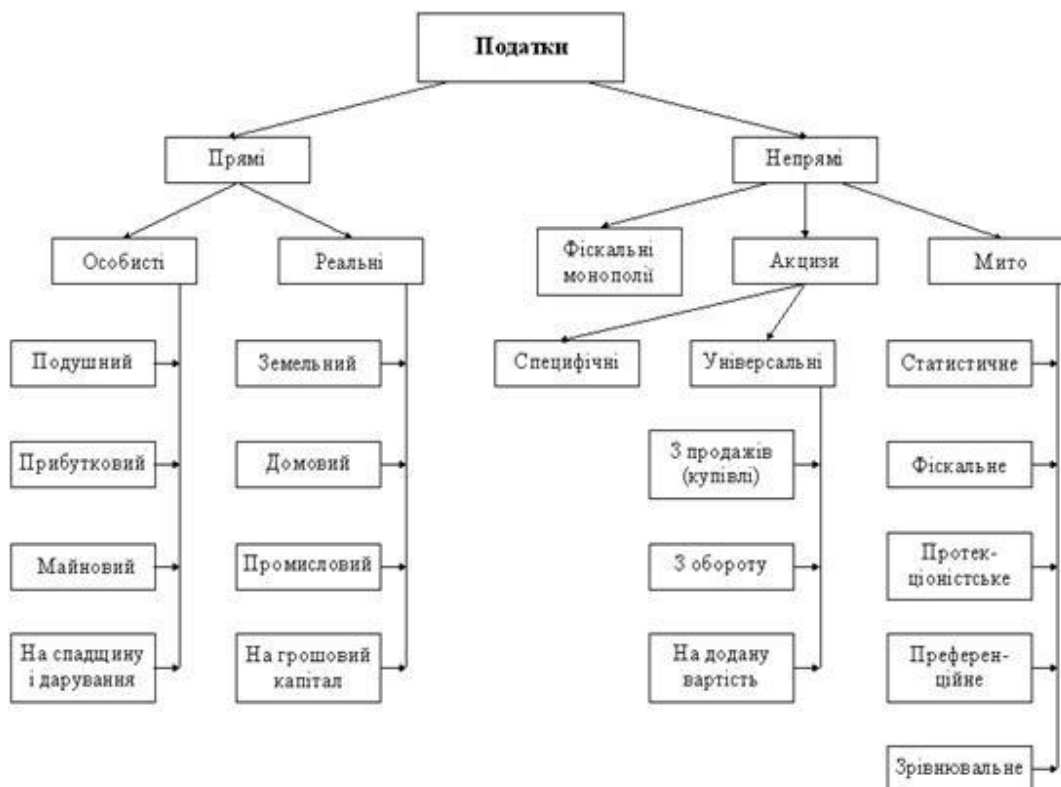 Податки
Прямі
Непрямі
Особисті
Реальні
Фіскальні
монополії
Акцизи
Мито
Подушний
Земельний
Специфічні
Універсальні
Статистичне
Прибутковий
Домовий
З продажів
(купівлі)
Фіскальне
Майновий
Промисловий
З обороту
Протек-
ціоністське
На спадщину
і дарування
На грошовий
капітал
На додану
вартість
Преферен-
ційне
Зрівнювальне